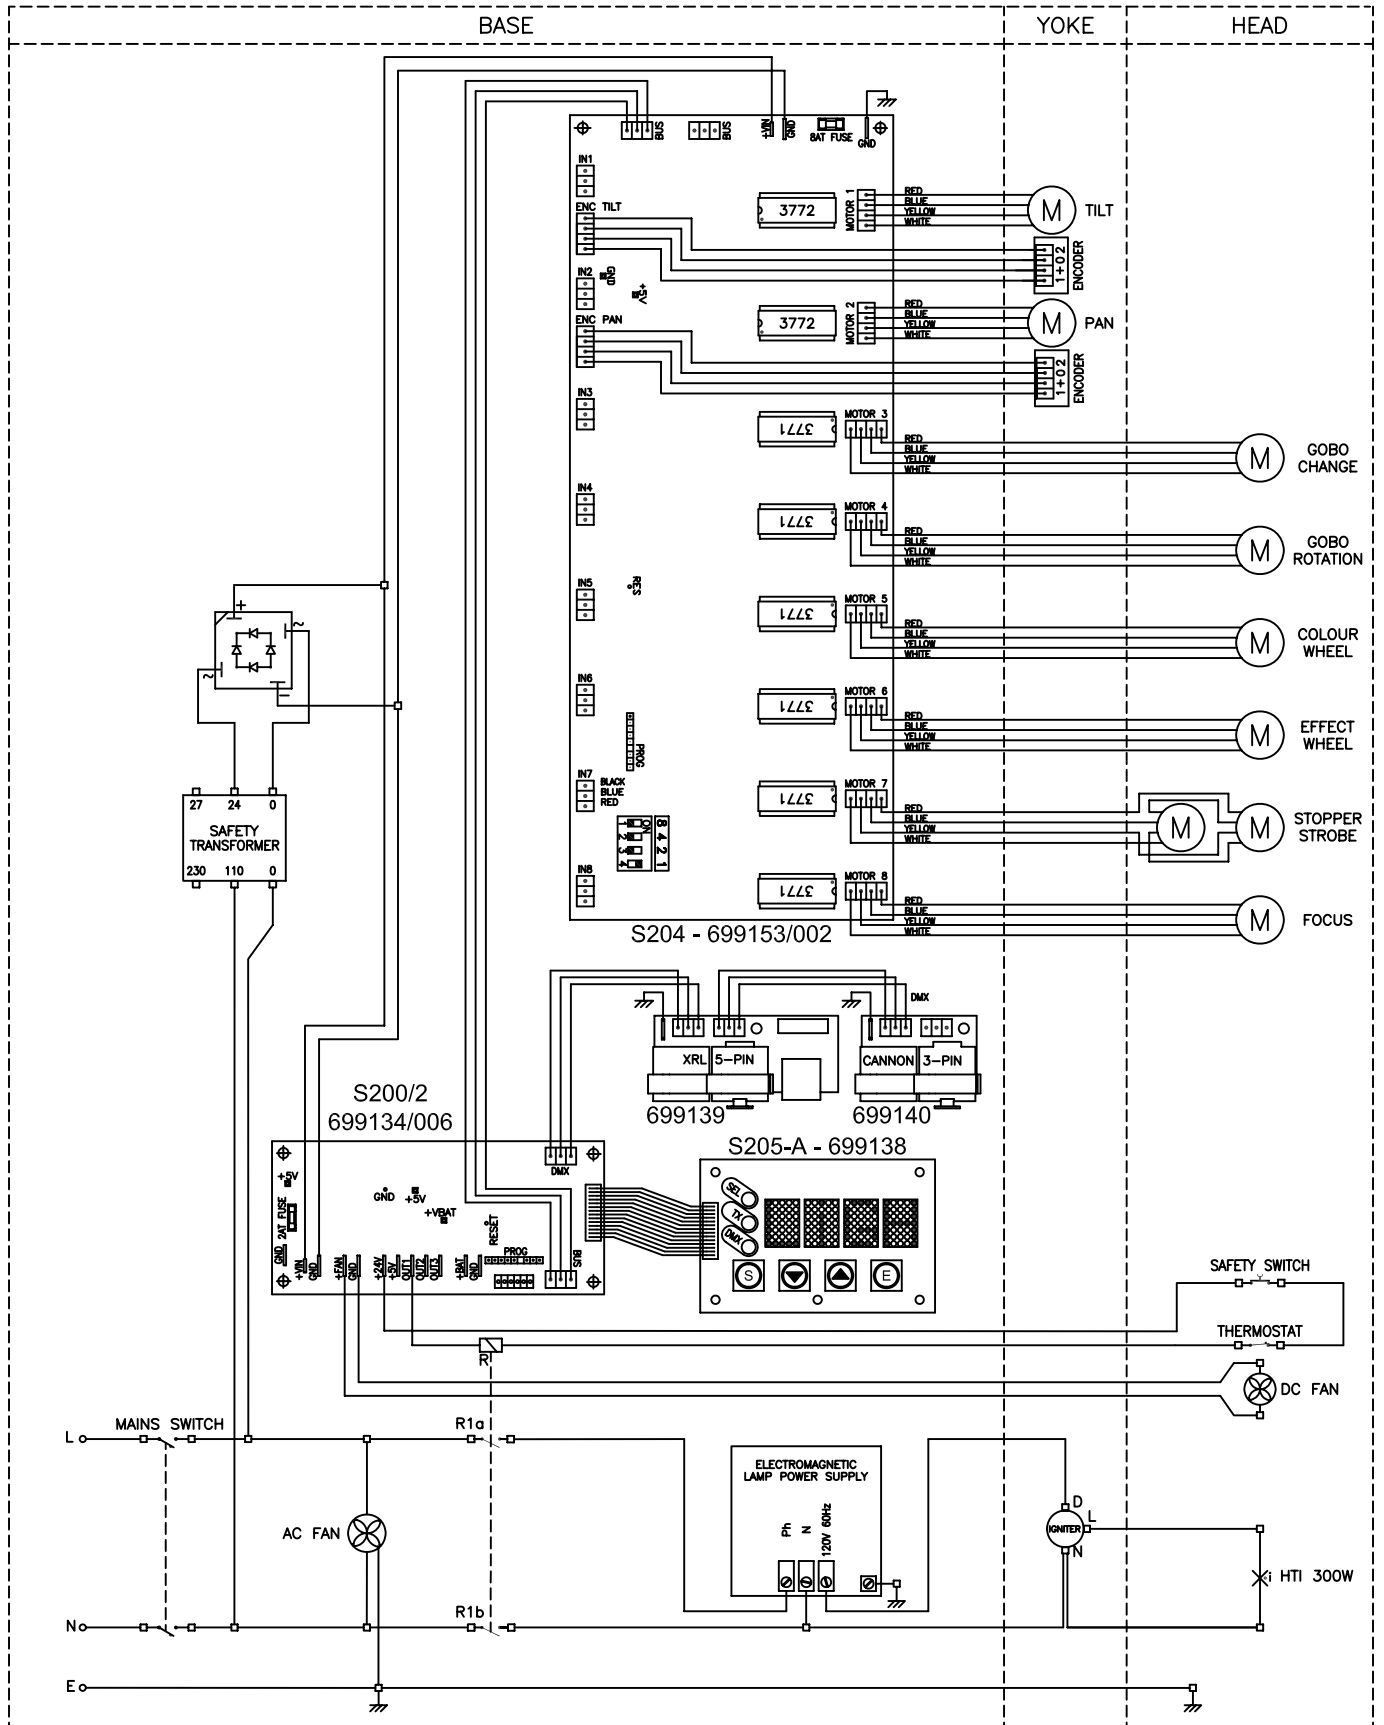 BASE
YOKE
HEAD
BUS
BUS
+VIN
GND
8AT FUSE
GND
IN1
ENC TILT
3772
MOTOR 1
RED
BLUE
YELLOW
WHITE
M
TILT
1+02
ENCODER
IN2
GND
+5V
ENC PAN
3772
MOTOR 2
RED
BLUE
YELLOW
WHITE
M
PAN
1+02
ENCODER
IN3
3771
MOTOR 3
RED
BLUE
YELLOW
WHITE
M
GOBO
CHANGE
IN4
3771
MOTOR 4
RED
BLUE
YELLOW
WHITE
M
GOBO
ROTATION
IN5
RES
3771
MOTOR 5
RED
BLUE
YELLOW
WHITE
M
COLOUR
WHEEL
+
~
~
−
IN6
PROG
3771
MOTOR 6
RED
BLUE
YELLOW
WHITE
M
EFFECT
WHEEL
IN7
BLACK
BLUE
RED
3771
MOTOR 7
RED
BLUE
YELLOW
WHITE
M
M
STOPPER
STROBE
27 24 0
SAFETY
TRANSFORMER
230 110 0
ON
1 2 3 4
8 4 2 1
IN8
3771
MOTOR 8
RED
BLUE
YELLOW
WHITE
M
FOCUS
S204 - 699153/002
DMX
XRL 5-PIN
CANNON 3-PIN
699139
699140
S200/2
699134/006
S205-A - 699138
DMX
+5V
GND
+5V
+VBAT
2AT FUSE
RESET
PROG
BUS
GND
+VIN
GND
+FAN
GND
+24V
+5V
OUT1
OUT2
OUT3
+BAT
GND
SEL
TX
DMX
S
E
SAFETY SWITCH
THERMOSTAT
R
DC FAN
L
MAINS SWITCH
R1a
ELECTROMAGNETIC
LAMP POWER SUPPLY
Ph
N
120V 60Hz
D
L
IGNITER
N
AC FAN
HTI 300W
N
R1b
E